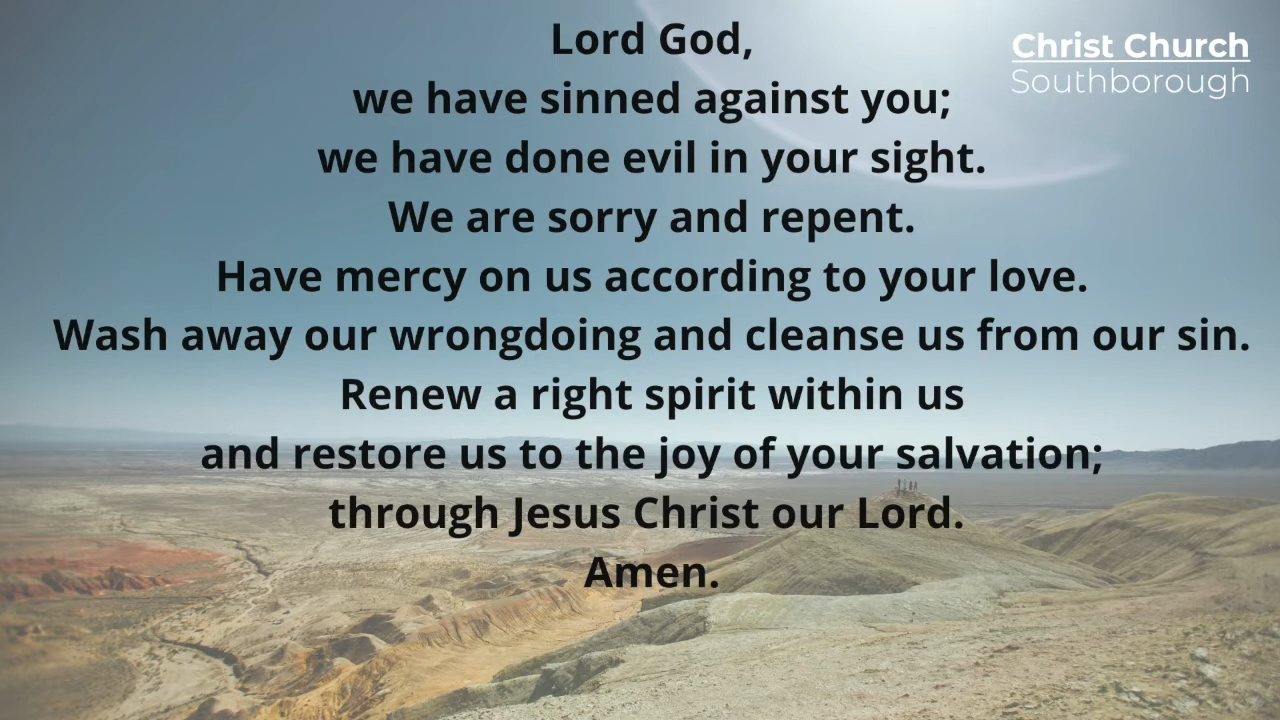 Lord God,
we have sinned against you;
we have done evil in your sight.
We are sorry and repent.
Have mercy on us according to your love.
Wash away our wrongdoing and cleanse us from our sin.
Renew a right spirit within us
and restore us to the joy of your salvation;
through Jesus Christ our Lord.
Amen.
Christ Church
Southborough